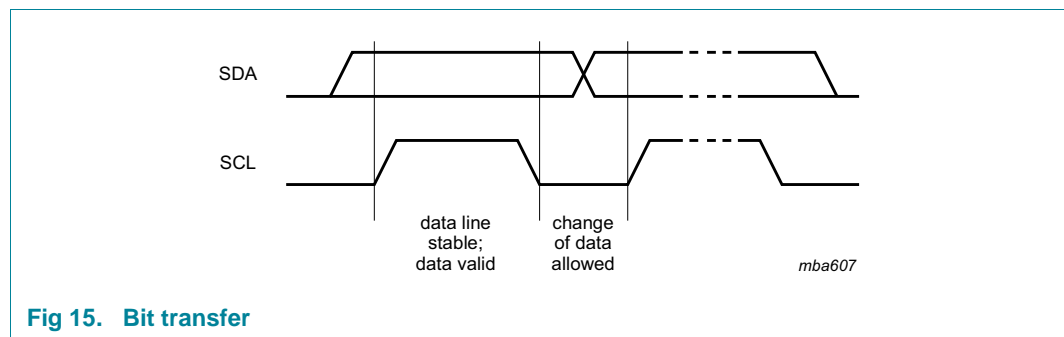 SDA
SCL
data line
stable;
data valid
change
of data
allowed
mba607
Fig 15. Bit transfer